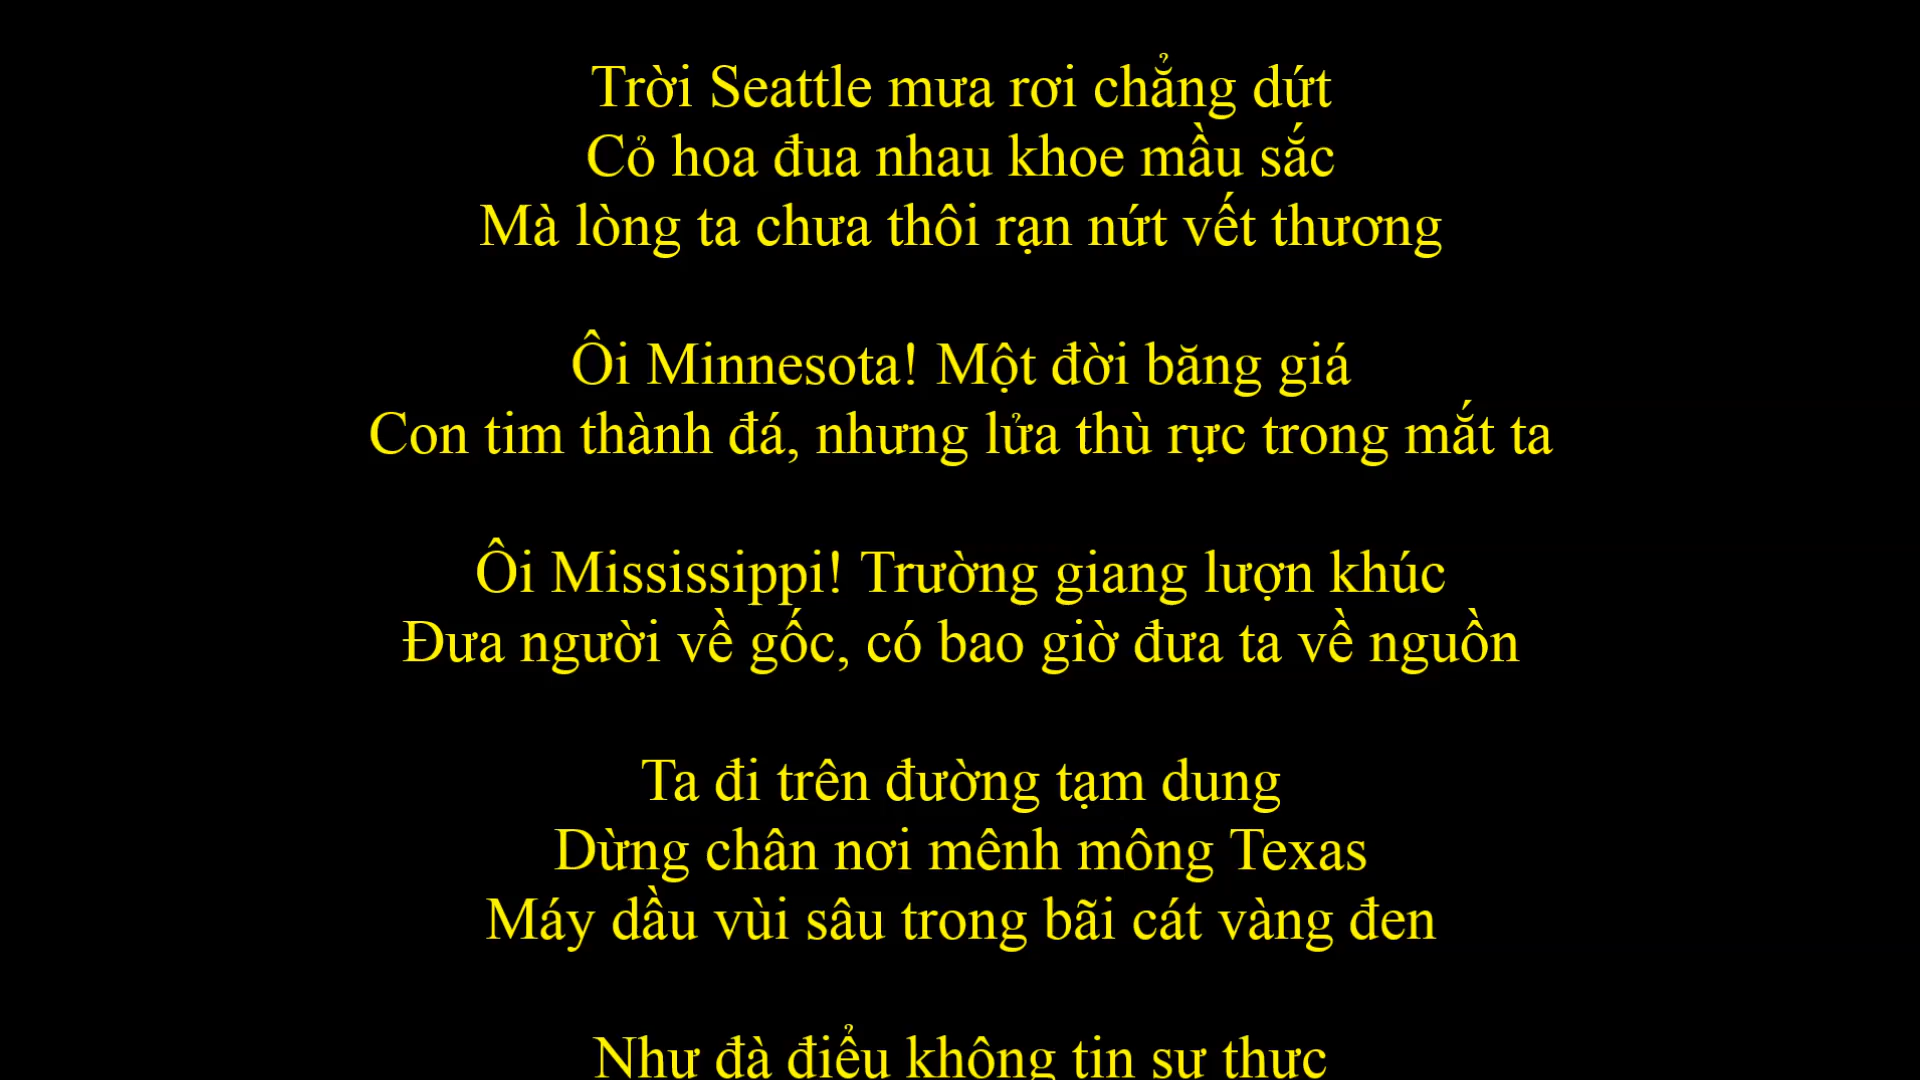 Trời Seattle mưa rơi chẳng dứt
Cỏ hoa đua nhau khoe mầu sắc
Mà lòng ta chưa thôi rạn nứt vết thương
Ôi Minnesota! Một đời băng giá
Con tim thành đá, nhưng lửa thù rực trong mắt ta
Ôi Mississippi! Trường giang lượn khúc
Đưa người về gốc, có bao giờ đưa ta về nguồn
Ta đi trên đường tạm dung
Dừng chân nơi mênh mông Texas
Máy dầu vùi sâu trong bãi cát vàng đen
Như đà điểu không tin sự thực